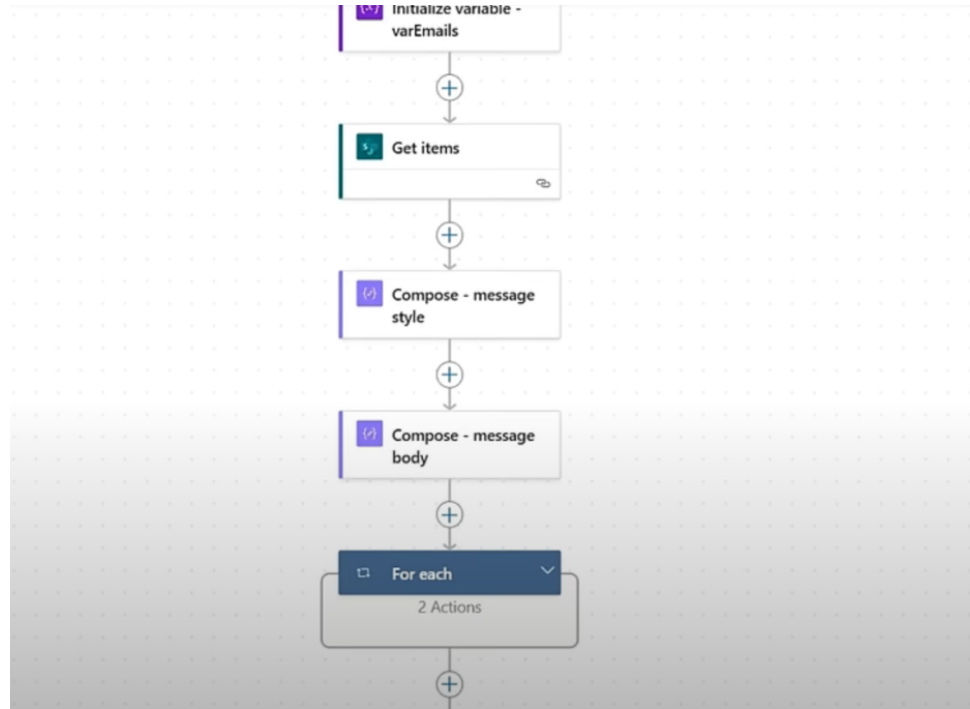 Initialize variable -
varEmails
Get items
Compose - message
style
Compose - message
body
For each
2 Actions